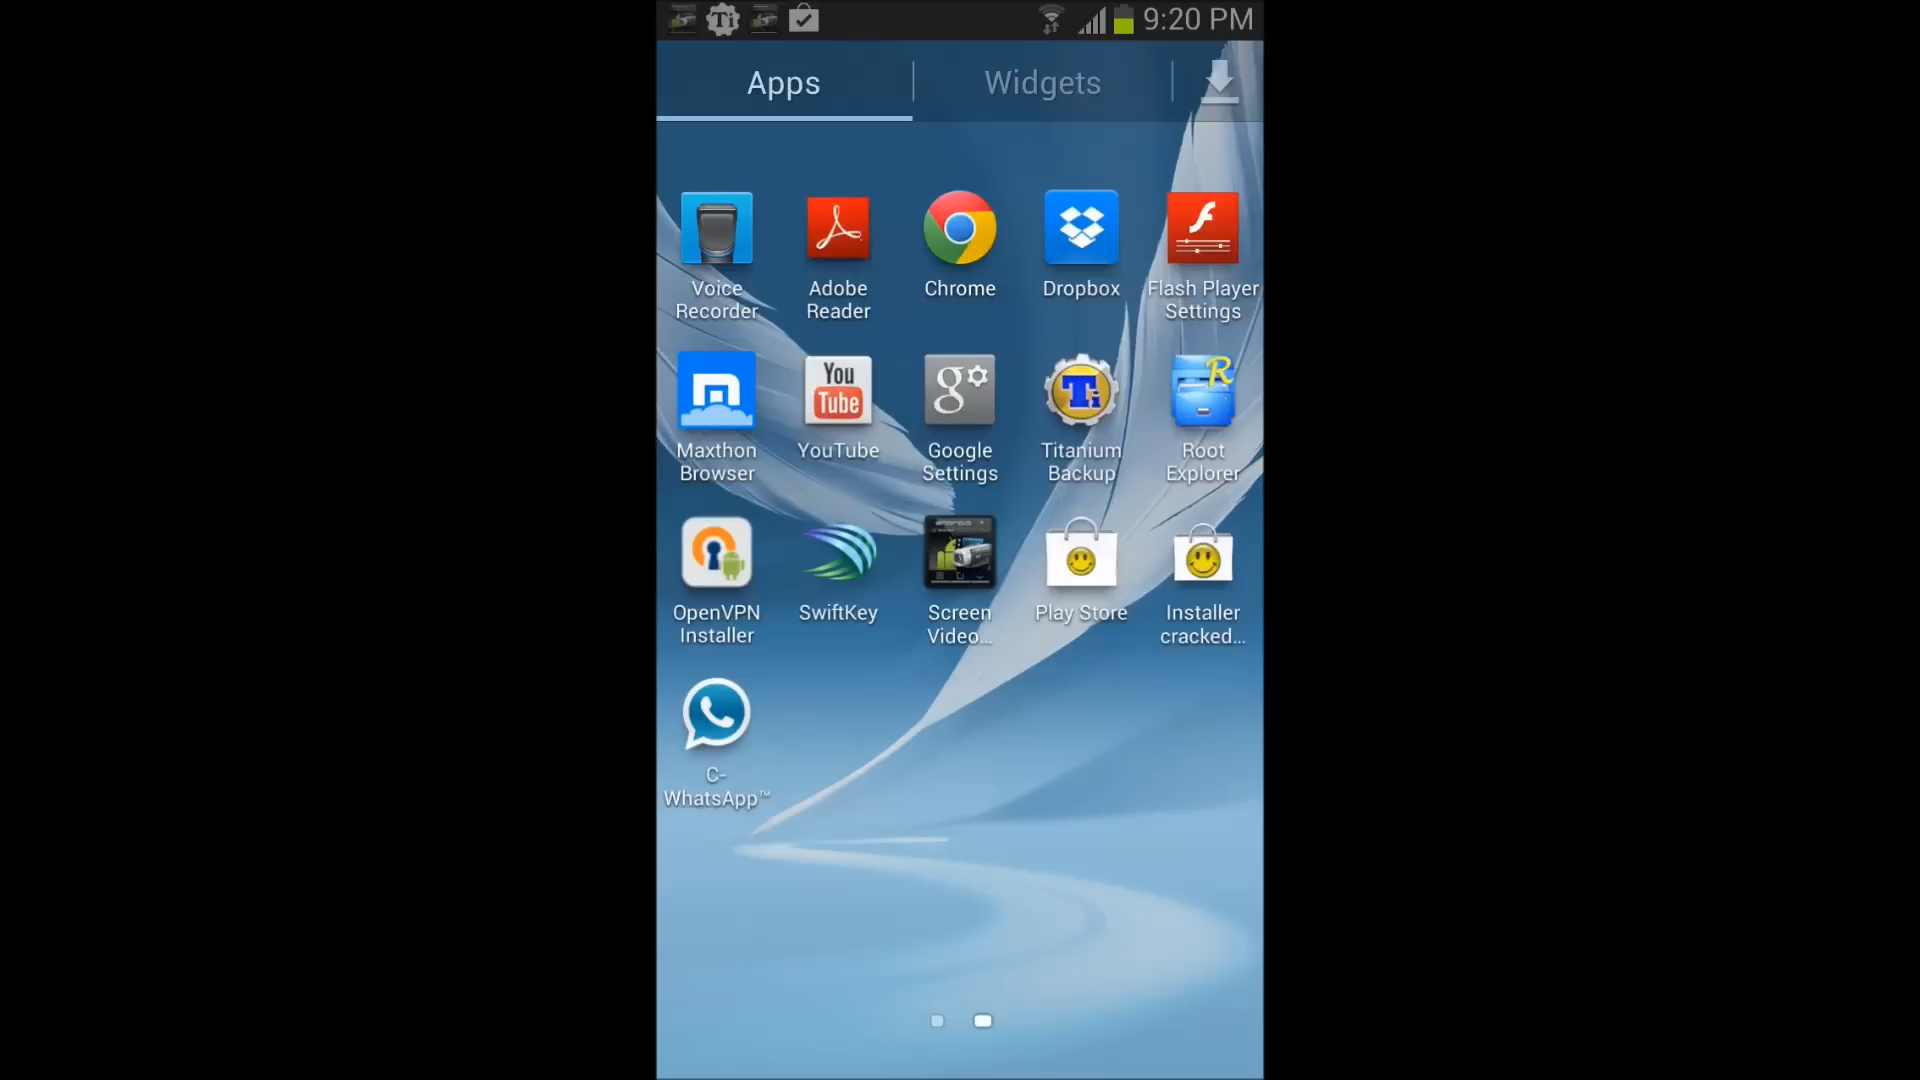 9:20 PM
Apps
Widgets
Voice
Recorder
Adobe
Reader
Chrome
Dropbox
Flash Player
Settings
You
Tube
Maxthon
Browser
YouTube
Google
Settings
Titanium
Backup
Root
Explorer
OpenVPN
Installer
SwiftKey
Screen
Video...
Play Store
Installer
cracked...
C-
WhatsApp™